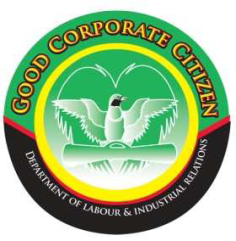 GOOD CORPORATE CITIZEN
DEPARTMENT OF LABOUR & INDUSTRIAL RELATIONS